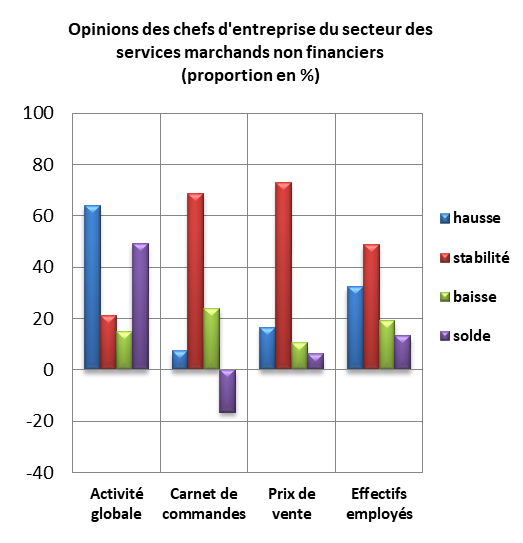 Opinions des chefs d'entreprise du secteur des
services marchands non financiers
(proportion en %)
100
80
60
40
20
0
-20
-40
hausse
stabilité
baisse
solde
Activité
globale
Carnet de
commandes
Prix de
vente
Effectifs
employés